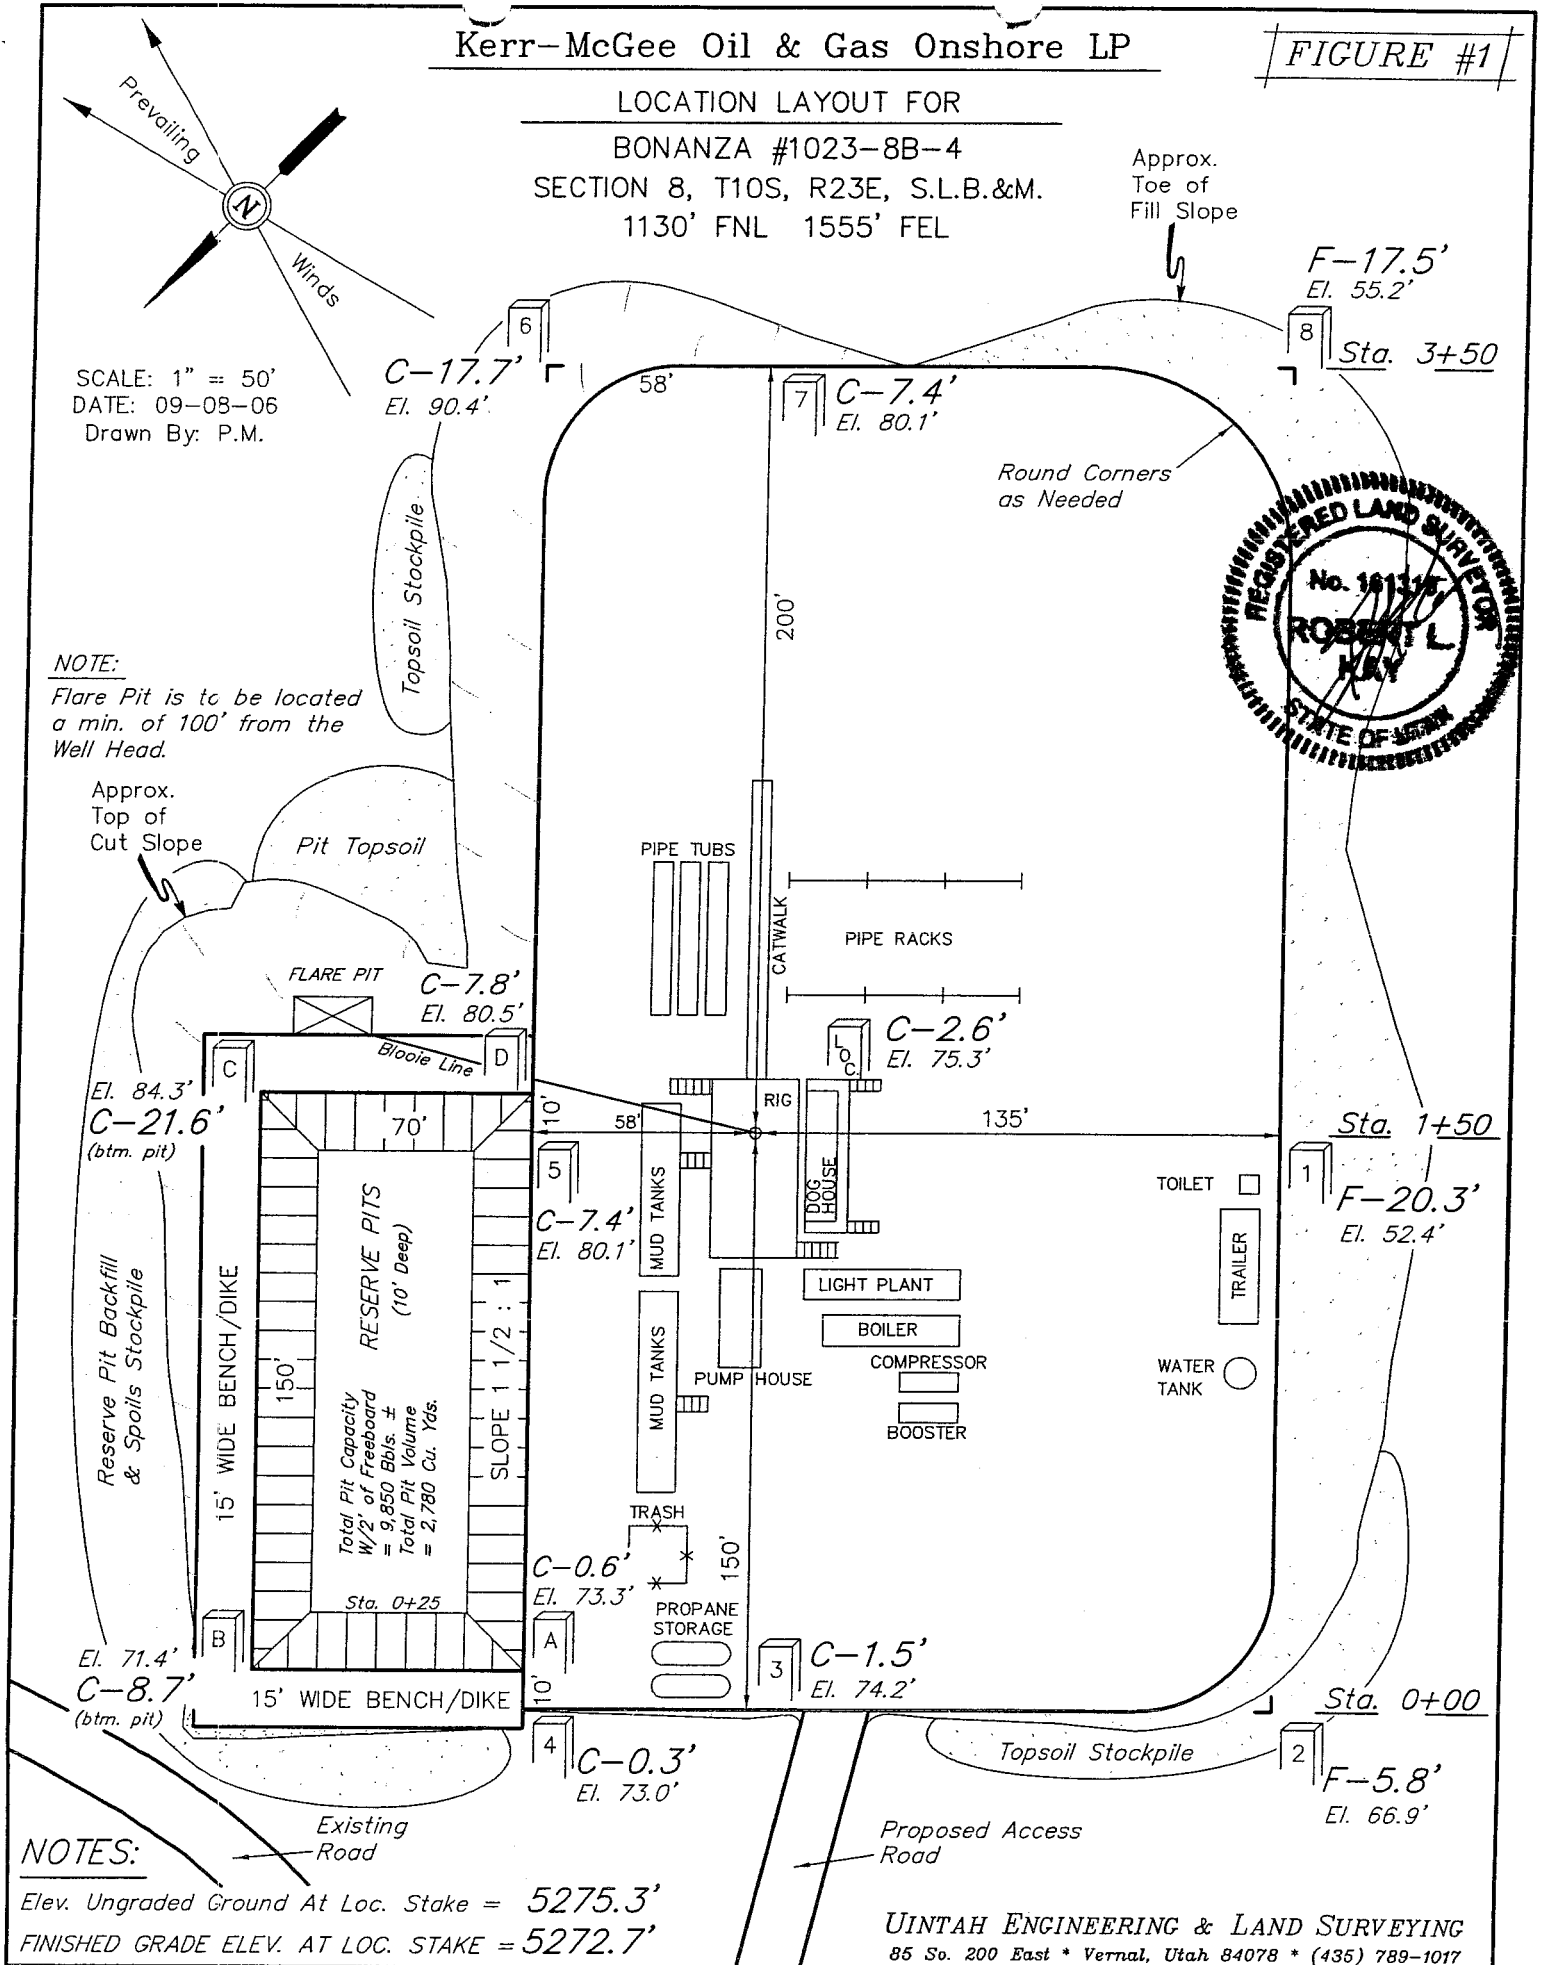 Kerr-McGee Oil & Gas Onshore LP
FIGURE #1
LOCATION LAYOUT FOR
BONANZA #1023-8B-4
SECTION 8, T10S, R23E, S.L.B.&M.
1130' FNL 1555' FEL
Prevailing
N
Winds
SCALE: 1" = 50'
DATE: 09-08-06
Drawn By: P.M.
Approx.
Toe of
Fill Slope
F-17.5'
El. 55.2'
8
Sta. 3+50
6
C-17.7'
El. 90.4'
58'
7
C-7.4'
El. 80.1'
Round Corners
as Needed
REGISTERED LAND SURVEYOR
No.
ROBERT L.
KAY
STATE OF
Topsoil Stockpile
200'
NOTE:
Flare Pit is to be located
a min. of 100' from the
Well Head.
Approx.
Top of
Cut Slope
Pit Topsoil
PIPE TUBS
CATWALK
PIPE RACKS
FLARE PIT
C-7.8'
El. 80.5'
Blooie Line
D
C
L
O
C.
C-2.6'
El. 75.3'
El. 84.3'
C-21.6'
(btm. pit)
70'
10'
58'
RIG
135'
Sta. 1+50
1
F-20.3'
El. 52.4'
5
C-7.4'
El. 80.1'
MUD TANKS
DOG
HOUSE
TOILET
TRAILER
LIGHT PLANT
BOILER
COMPRESSOR
PUMP HOUSE
BOOSTER
WATER
TANK
MUD TANKS
Reserve Pit Backfill
& Spoils Stockpile
15' WIDE BENCH/DIKE
150'
RESERVE PITS
(10' Deep)
Total Pit Capacity
W/2' of Freeboard
= 9,850 Bbls. ±
Total Pit Volume
= 2,780 Cu. Yds.
SLOPE 1 1/2 : 1
Sta. 0+25
TRASH
C-0.6'
El. 73.3'
150'
PROPANE
STORAGE
A
B
El. 71.4'
C-8.7'
(btm. pit)
15' WIDE BENCH/DIKE
10'
3
C-1.5'
El. 74.2'
Sta. 0+00
4
C-0.3'
El. 73.0'
Topsoil Stockpile
2
F-5.8'
El. 66.9'
Existing
Road
Proposed Access
Road
NOTES:
Elev. Ungraded Ground At Loc. Stake = 5275.3'
FINISHED GRADE ELEV. AT LOC. STAKE = 5272.7'
UINTAH ENGINEERING & LAND SURVEYING
85 So. 200 East * Vernal, Utah 84078 * (435) 789-1017